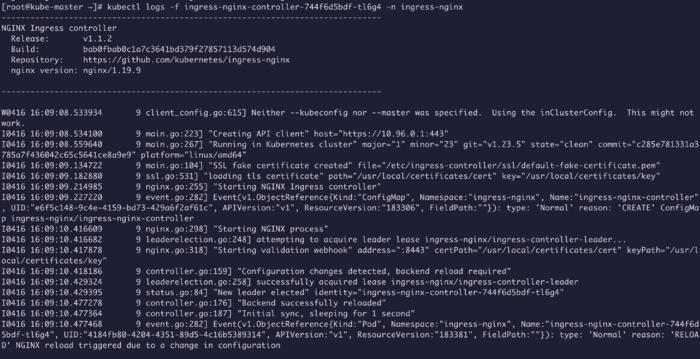 [root@kube-master ~]# kubectl logs -f ingress-nginx-controller-744f6d5bdf-tl6g4 -n ingress-nginx
-------------------------------------------------------------------------------
NGINX Ingress controller
  Release:       v1.1.2
  Build:         bab0fbab0c1a7c3641bd379f27857113d574d904
  Repository:    https://github.com/kubernetes/ingress-nginx
  nginx version: nginx/1.19.9
-------------------------------------------------------------------------------
W0416 16:09:08.533934       9 client_config.go:615] Neither --kubeconfig nor --master was specified.  Using the inClusterConfig.  This might not
work.
I0416 16:09:08.534100       9 main.go:223] "Creating API client" host="https://10.96.0.1:443"
I0416 16:09:08.559640       9 main.go:267] "Running in Kubernetes cluster" major="1" minor="23" git="v1.23.5" state="clean" commit="c285e781331a3
785a7f436042c65c5641ce8a9e9" platform="linux/amd64"
I0416 16:09:09.134722       9 main.go:104] "SSL fake certificate created" file="/etc/ingress-controller/ssl/default-fake-certificate.pem"
I0416 16:09:09.182880       9 ssl.go:531] "loading tls certificate" path="/usr/local/certificates/cert" key="/usr/local/certificates/key"
I0416 16:09:09.214985       9 nginx.go:255] "Starting NGINX Ingress controller"
I0416 16:09:09.227220       9 event.go:282] Event(v1.ObjectReference{Kind:"ConfigMap", Namespace:"ingress-nginx", Name:"ingress-nginx-controller"
, UID:"e6f5c148-9c4e-4159-bd73-429a6f2af61c", APIVersion:"v1", ResourceVersion:"183306", FieldPath:""}): type: 'Normal' reason: 'CREATE' ConfigMa
p ingress-nginx/ingress-nginx-controller
I0416 16:09:10.416609       9 nginx.go:298] "Starting NGINX process"
I0416 16:09:10.416682       9 leaderelection.go:248] attempting to acquire leader lease ingress-nginx/ingress-controller-leader...
I0416 16:09:10.417878       9 nginx.go:318] "Starting validation webhook" address=":8443" certPath="/usr/local/certificates/cert" keyPath="/usr/l
ocal/certificates/key"
I0416 16:09:10.418186       9 controller.go:159] "Configuration changes detected, backend reload required"
I0416 16:09:10.429324       9 leaderelection.go:258] successfully acquired lease ingress-nginx/ingress-controller-leader
I0416 16:09:10.429395       9 status.go:84] "New leader elected" identity="ingress-nginx-controller-744f6d5bdf-tl6g4"
I0416 16:09:10.477278       9 controller.go:176] "Backend successfully reloaded"
I0416 16:09:10.477364       9 controller.go:187] "Initial sync, sleeping for 1 second"
I0416 16:09:10.477468       9 event.go:282] Event(v1.ObjectReference{Kind:"Pod", Namespace:"ingress-nginx", Name:"ingress-nginx-controller-744f6d
5bdf-tl6g4", UID:"4184fb80-4204-4351-89d5-4c16b5389314", APIVersion:"v1", ResourceVersion:"183381", FieldPath:""}): type: 'Normal' reason: 'RELOA
D' NGINX reload triggered due to a change in configuration